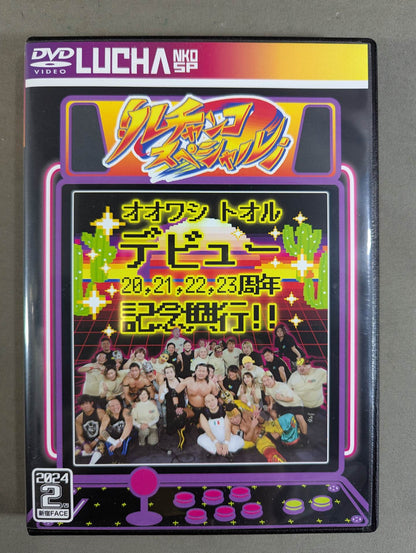 DVD VIDEO LUCHA NKO SP
ルチャンコ
スペシャル
オオワシ トオル
デビュー
20,21,22,23周年
記念興行!!
2024
2
新宿FACE